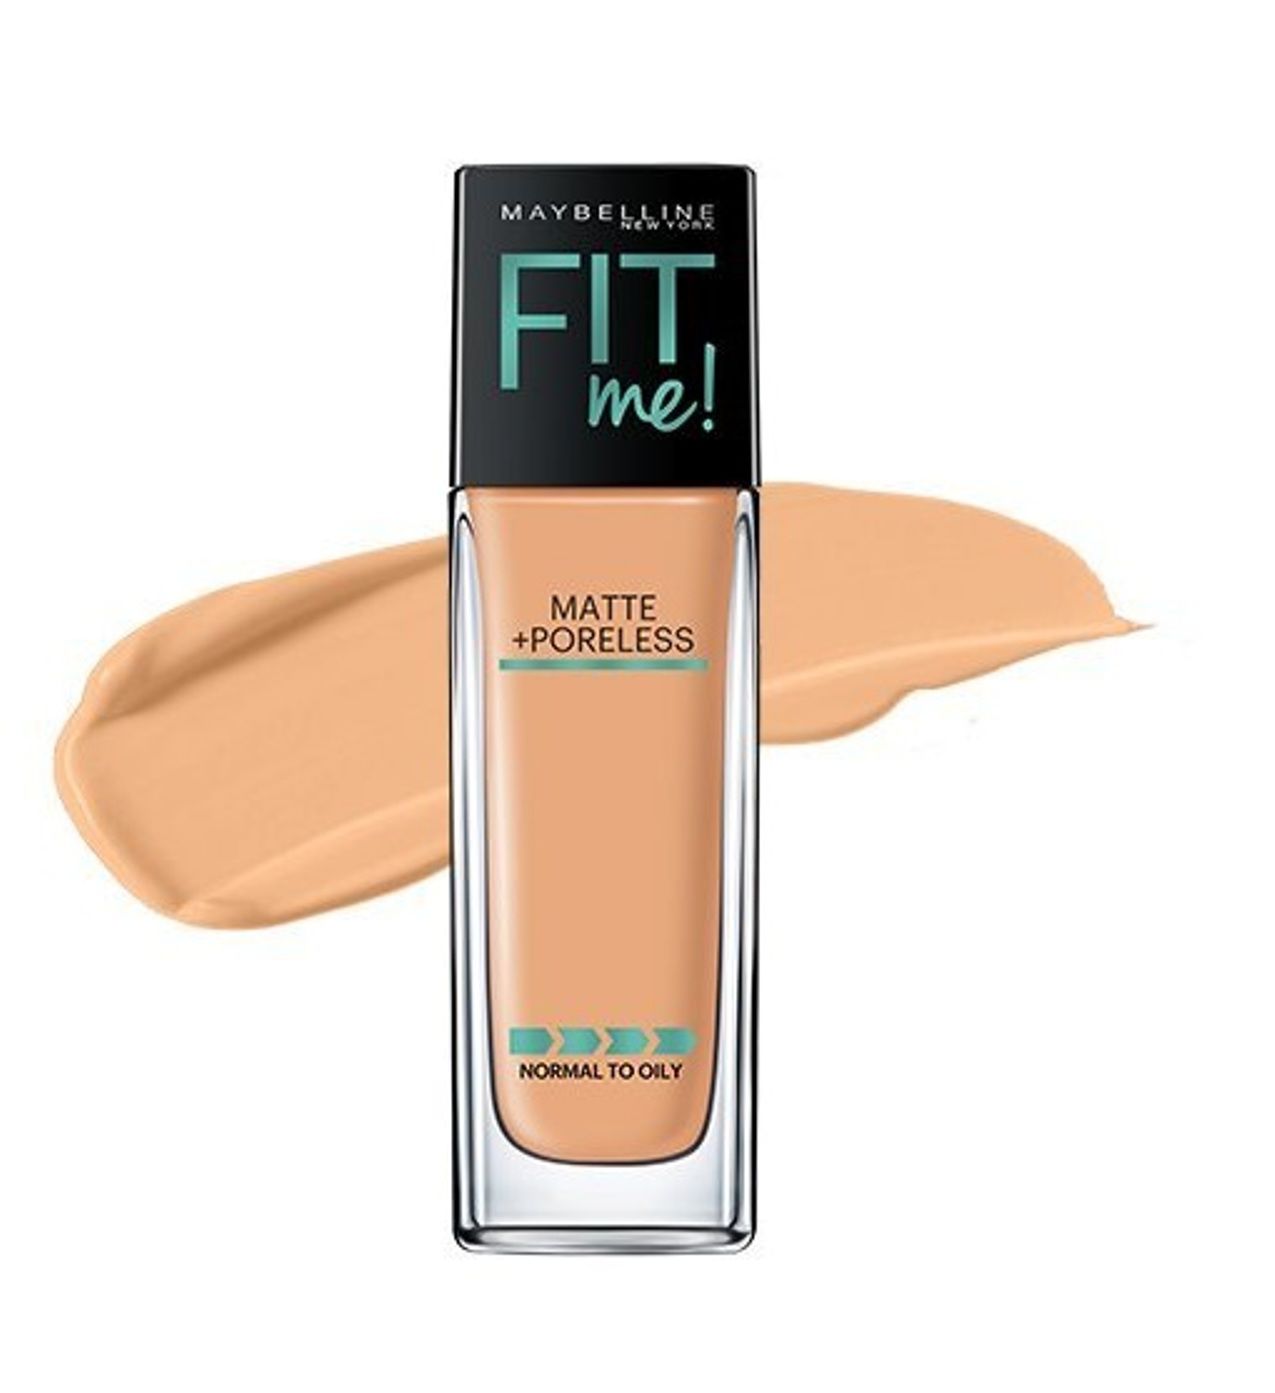 MAYBELLINE
NEW YORK
FIT
me!
MATTE
+PORELESS
NORMAL TO OILY